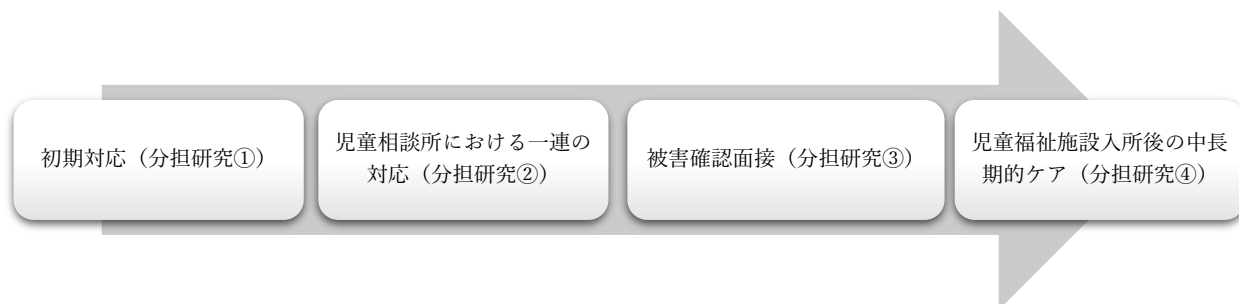 初期対応（分担研究①）
児童相談所における一連の
対応（分担研究②）
被害確認面接（分担研究③）
児童福祉施設入所後の中長
期的ケア（分担研究④）